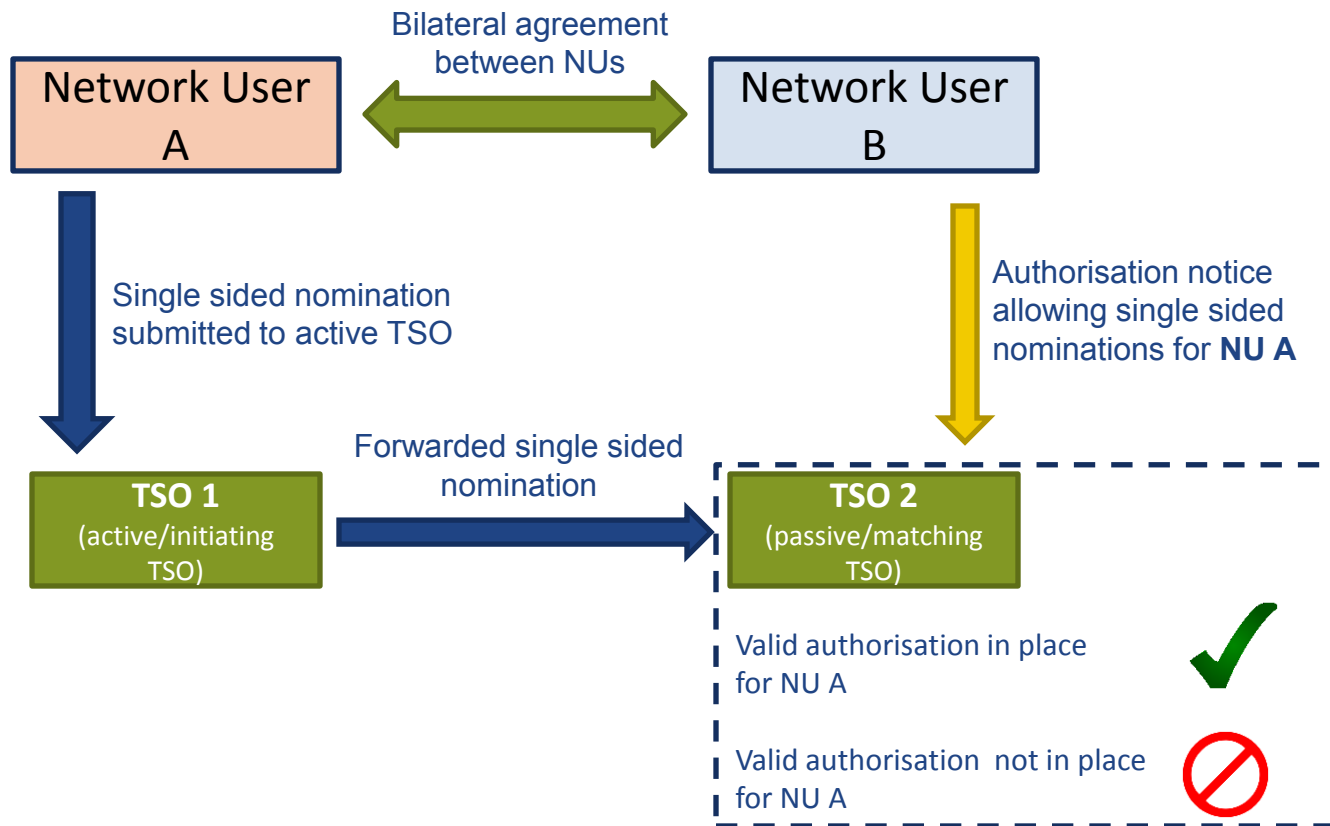 Bilateral agreement
between NUs
Network User
A
Network User
B
Single sided nomination
submitted to active TSO
Authorisation notice
allowing single sided
nominations for NU A
Forwarded single sided
nomination
TSO 1
(active/initiating
TSO)
TSO 2
(passive/matching
TSO)
Valid authorisation in place
for NU A
Valid authorisation  not in place
for NU A